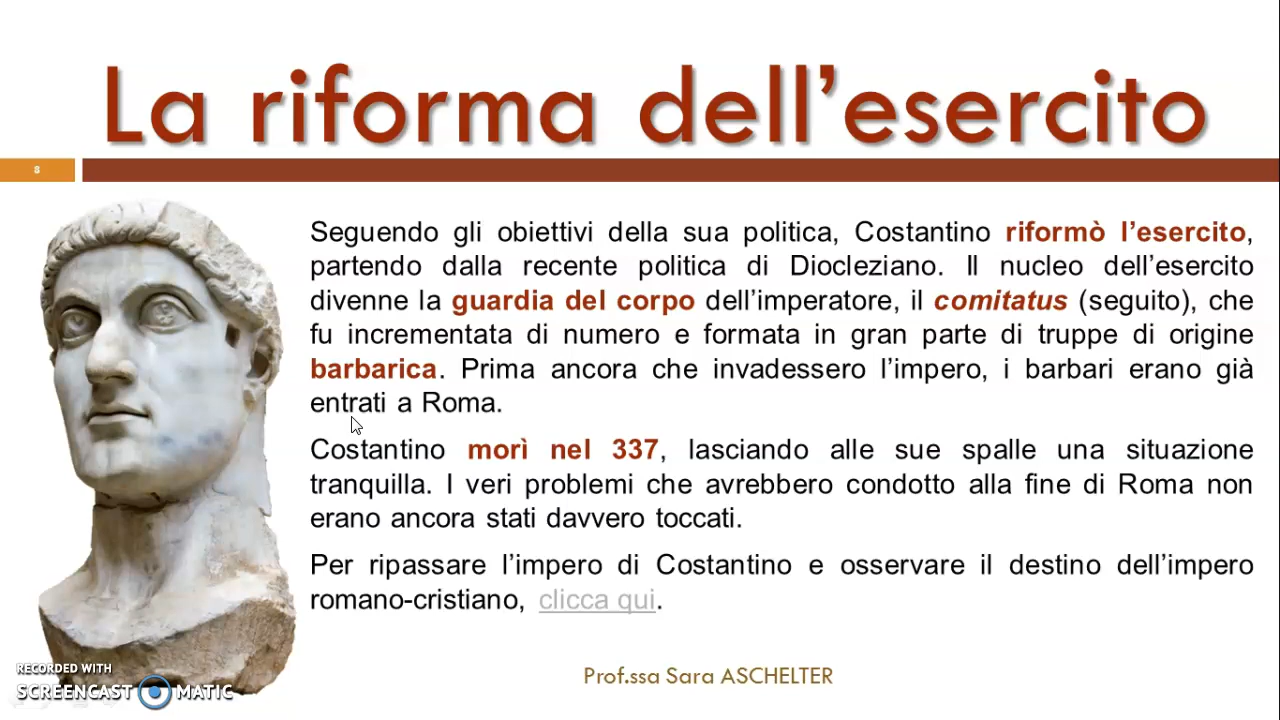 La riforma dell’esercito
8
Seguendo gli obiettivi della sua politica, Costantino riformò l’esercito,
partendo dalla recente politica di Diocleziano. Il nucleo dell’esercito
divenne la guardia del corpo dell’imperatore, il comitatus (seguito), che
fu incrementata di numero e formata in gran parte di truppe di origine
barbarica. Prima ancora che invadessero l’impero, i barbari erano già
entrati a Roma.
Costantino morì nel 337, lasciando alle sue spalle una situazione
tranquilla. I veri problemi che avrebbero condotto alla fine di Roma non
erano ancora stati davvero toccati.
Per ripassare l’impero di Costantino e osservare il destino dell’impero
romano-cristiano, clicca qui.
Prof.ssa Sara ASCHELTER
RECORDED WITH
SCREENCAST MATIC